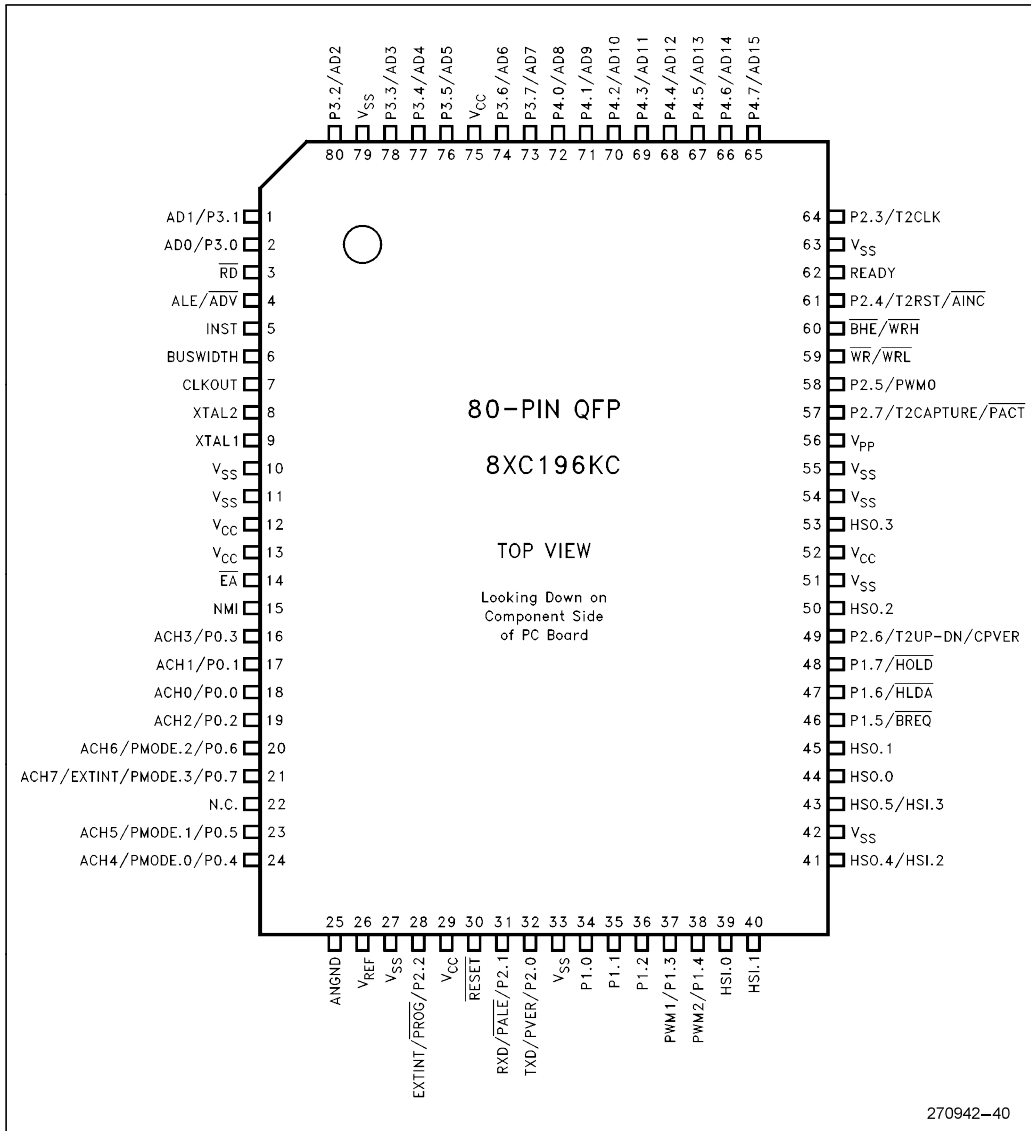 P3.2/AD2
VSS
P3.3/AD3
P3.4/AD4
P3.5/AD5
VCC
P3.6/AD6
P3.7/AD7
P4.0/AD8
P4.1/AD9
P4.2/AD10
P4.3/AD11
P4.4/AD12
P4.5/AD13
P4.6/AD14
P4.7/AD15
80 79 78 77 76 75 74 73 72 71 70 69 68 67 66 65
AD1/P3.1 1
AD0/P3.0 2
RD 3
ALE/ADV 4
INST 5
BUSWIDTH 6
CLKOUT 7
XTAL2 8
XTAL1 9
VSS 10
VSS 11
VCC 12
VCC 13
EA 14
NMI 15
ACH3/P0.3 16
ACH1/P0.1 17
ACH0/P0.0 18
ACH2/P0.2 19
ACH6/PMODE.2/P0.6 20
ACH7/EXTINT/PMODE.3/P0.7 21
N.C. 22
ACH5/PMODE.1/P0.5 23
ACH4/PMODE.0/P0.4 24
80-PIN QFP
8XC196KC
TOP VIEW
Looking Down on
Component Side
of PC Board
64 P2.3/T2CLK
63 VSS
62 READY
61 P2.4/T2RST/AINC
60 BHE/WRH
59 WR/WRL
58 P2.5/PWM0
57 P2.7/T2CAPTURE/PACT
56 VPP
55 VSS
54 VSS
53 HSO.3
52 VCC
51 VSS
50 HSO.2
49 P2.6/T2UP-DN/CPVER
48 P1.7/HOLD
47 P1.6/HLDA
46 P1.5/BREQ
45 HSO.1
44 HSO.0
43 HSO.5/HSI.3
42 VSS
41 HSO.4/HSI.2
25 26 27 28 29 30 31 32 33 34 35 36 37 38 39 40
ANGND
VREF
VSS
EXTINT/PROG/P2.2
VCC
RESET
RXD/PALE/P2.1
TXD/PVER/P2.0
VSS
P1.0
P1.1
P1.2
PWM1/P1.3
PWM2/P1.4
HSI.0
HSI.1
270942–40